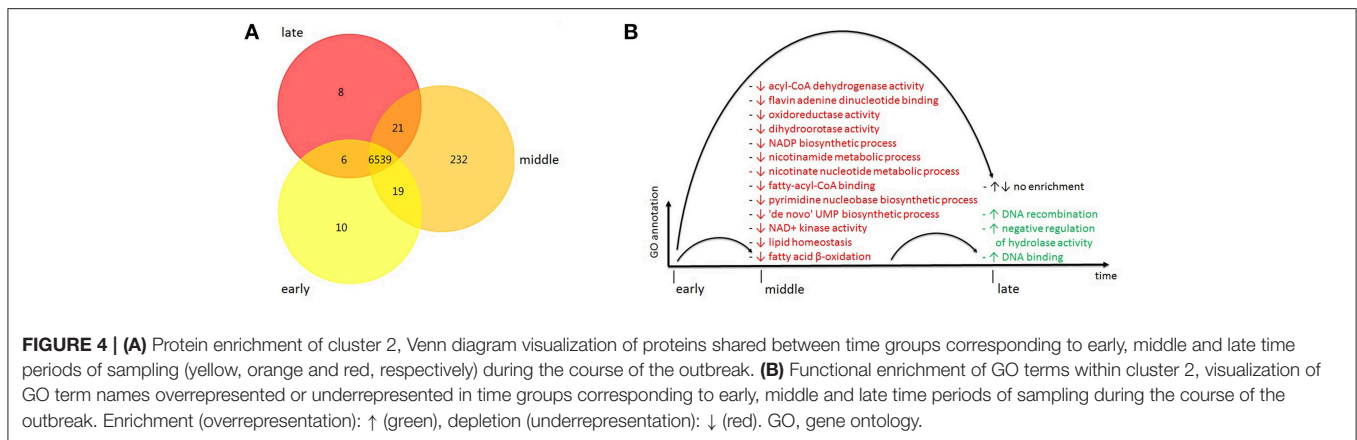 A
late
8
21
6
6539
232
middle
19
10
early
B
GO annotation
- ↓ acyl-CoA dehydrogenase activity
- ↓ flavin adenine dinucleotide binding
- ↓ oxidoreductase activity
- ↓ dihydroorotase activity
- ↓ NADP biosynthetic process
- ↓ nicotinamide metabolic process
- ↓ nicotinate nucleotide metabolic process
- ↓ fatty-acyl-CoA binding
- ↓ pyrimidine nucleobase biosynthetic process
- ↓ 'de novo' UMP biosynthetic process
- ↓ NAD+ kinase activity
- ↓ lipid homeostasis
- ↓ fatty acid β-oxidation
- ↑ ↓ no enrichment
- ↑ DNA recombination
- ↑ negative regulation
of hydrolase activity
- ↑ DNA binding
time
early
middle
late
FIGURE 4 | (A) Protein enrichment of cluster 2, Venn diagram visualization of proteins shared between time groups corresponding to early, middle and late time
periods of sampling (yellow, orange and red, respectively) during the course of the outbreak. (B) Functional enrichment of GO terms within cluster 2, visualization of
GO term names overrepresented or underrepresented in time groups corresponding to early, middle and late time periods of sampling during the course of the
outbreak. Enrichment (overrepresentation): ↑ (green), depletion (underrepresentation): ↓ (red). GO, gene ontology.